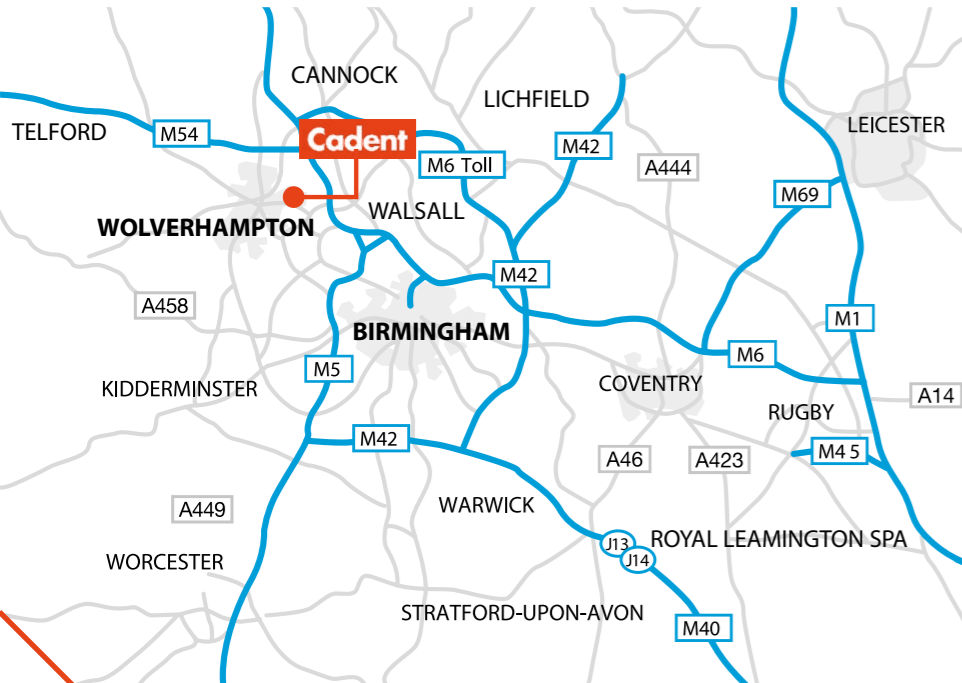 CANNOCK
LICHFIELD
TELFORD
M54
Cadent
M42
LEICESTER
M6 Toll
A444
M69
WALSALL
WOLVERHAMPTON
M42
A458
M1
BIRMINGHAM
M6
M5
KIDDERMINSTER
COVENTRY
A14
RUGBY
M42
M4 5
A46
A423
A449
WARWICK
J13
ROYAL LEAMINGTON SPA
J14
WORCESTER
STRATFORD-UPON-AVON
M40